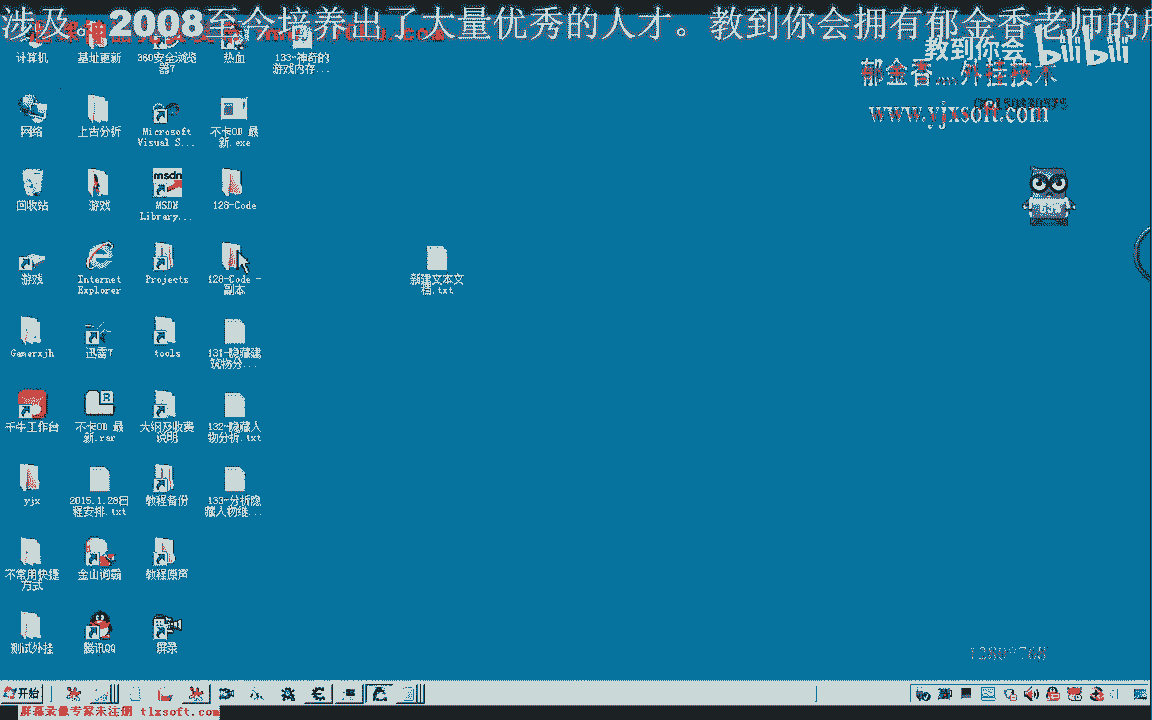 涉及。2008至今培养出了大量优秀的人才。教到你会拥有郁金香老师的
教到你会 bilibili
郁金香灬外挂技术
www.yjxsoft.com
计算机
基址更新
360安全浏览
器7
热血
133-神奇的
游戏内存...
网络
上古分析
Microsoft
Visual S...
不卡OD 最
新.exe
回收站
游戏
MSDN
Library...
128-Code
游戏
Internet
Explorer
Projects
128-Code -
副本
新建文本文
档.txt
Gamerxjh
迅雷7
tools
131-隐藏建
筑物分...
千牛工作台
不卡OD 最
新.rar
大纲及收费
说明
132-隐藏人
物分析.txt
yjx
2015.1.28日
程安排.txt
教程备份
133-分析隐
藏人物继...
不常用快捷
方式
金山词霸
教程原声
测试外挂
腾讯QQ
屏录
1280*768
开始
屏幕录像专家未注册 tlxsoft.com